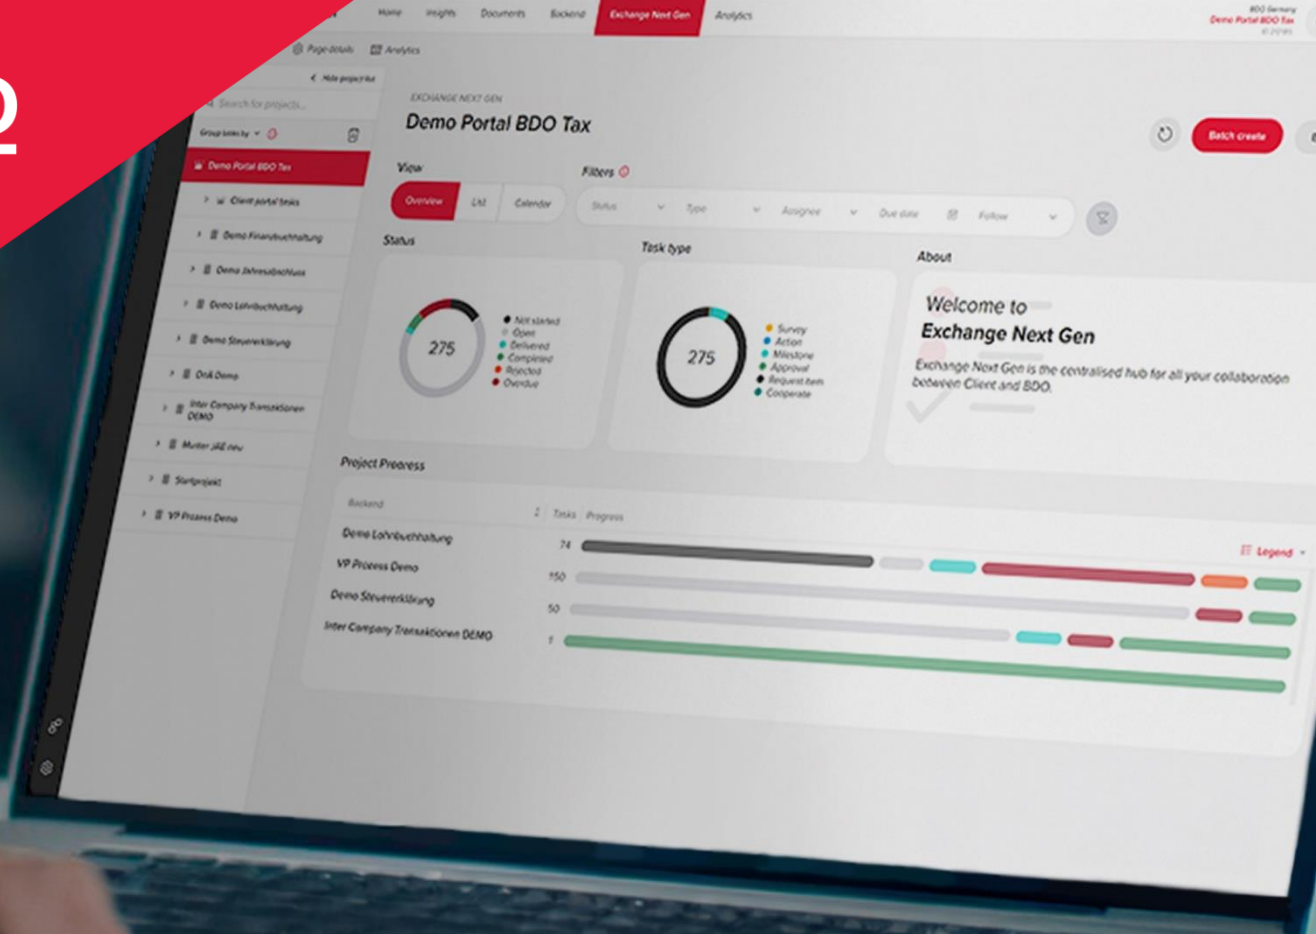 Home Insights Documents Backend Exchange Next Gen Analytics
BDO Germany
Demo Portal BDO Tax
Page details Analytics
Hide project list
Search for projects...
Group tasks by
Demo Portal BDO Tax
Client portal tasks
Demo Finanzbuchhaltung
Demo Jahresabschluss
Demo Lohnbuchhaltung
Demo Steuererklärung
DnA Demo
Inter Company Transaktionen
DEMO
Muster JAE neu
Startprojekt
VP Prozess Demo
EXCHANGE NEXT GEN
Demo Portal BDO Tax
Batch create
View
Filters
Overview List Calendar
Status Type Assignee Due date Follow
Status
Task type
About
275
Not started
Open
Delivered
Completed
Rejected
Overdue
275
Survey
Action
Milestone
Approval
Request item
Cooperate
Welcome to
Exchange Next Gen
Exchange Next Gen is the centralised hub for all your collaboration
between Client and BDO.
Project Progress
Backend Tasks Progress
Legend
Demo Lohnbuchhaltung 74
VP Prozess Demo 150
Demo Steuererklärung 50
Inter Company Transaktionen DEMO 1